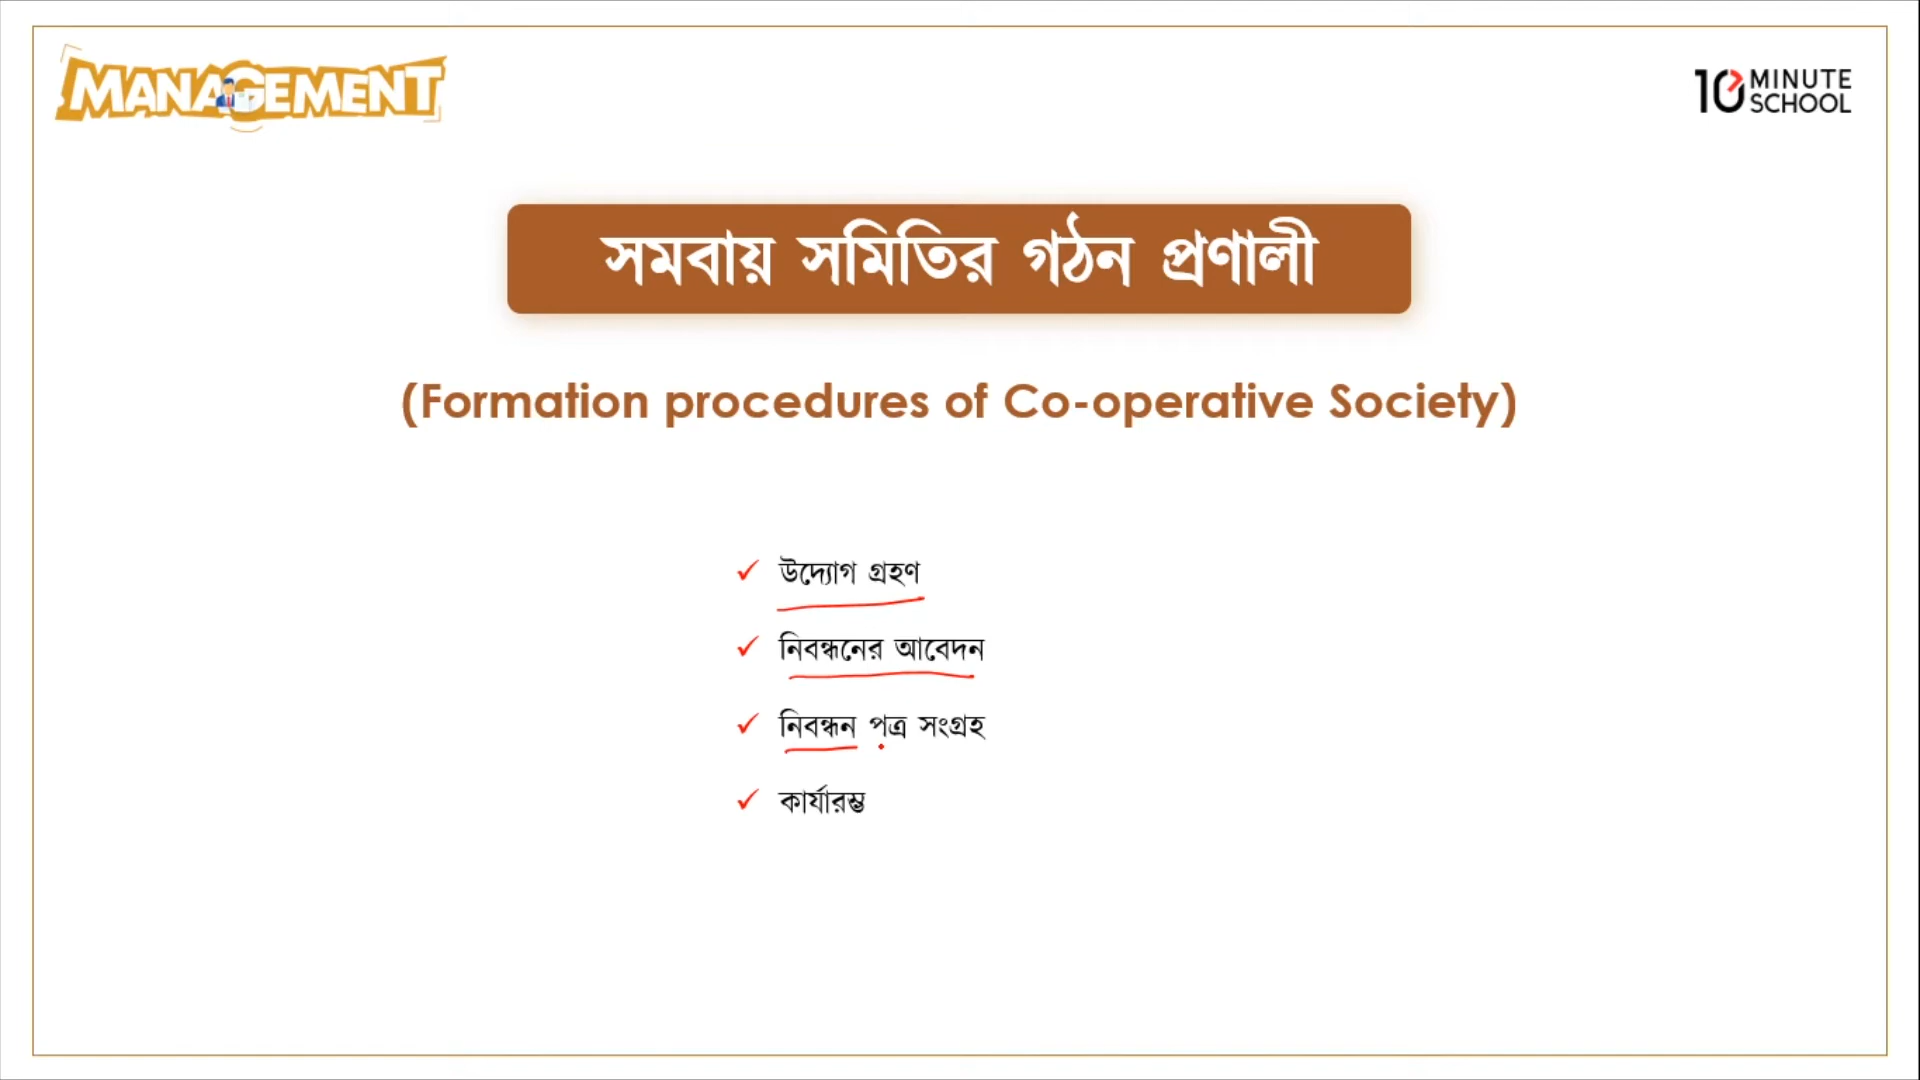 MANAGEMENT
10 MINUTE SCHOOL
সমবায় সমিতির গঠন প্রণালী
(Formation procedures of Co-operative Society)
✓ উদ্যোগ গ্রহণ
✓ নিবন্ধনের আবেদন
✓ নিবন্ধন পত্র সংগ্রহ
✓ কার্যারম্ভ